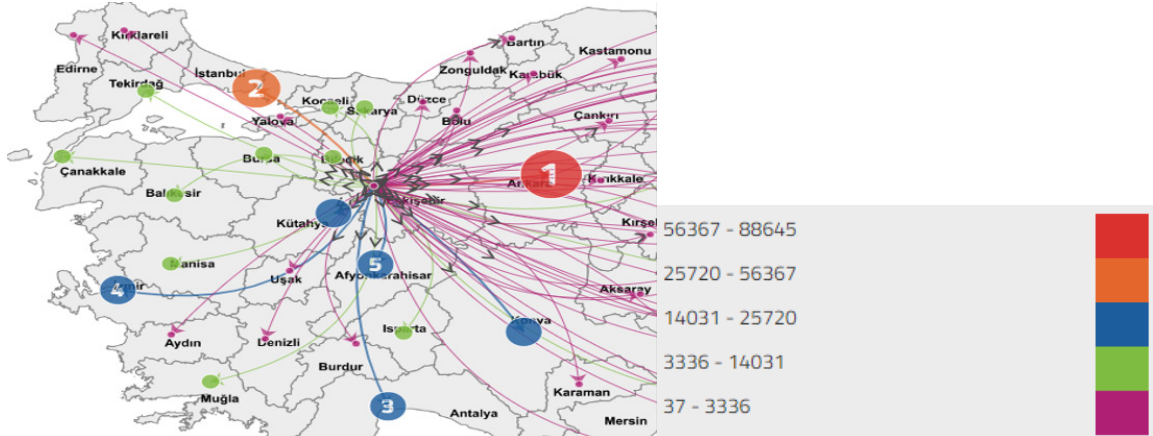 Kırklareli
Bartın
Kastamonu
Edirne
İstanbul
Zonguldak
Karabük
Tekirdağ
Kocaeli
Sakarya
Düzce
2
Yalova
Bolu
Çankırı
Bursa
Bilecik
Çanakkale
1
Ankara
Kırıkkale
Balıkesir
Eskişehir
Kütahya
Kırşeh
56367 - 88645
Manisa
5
Uşak
Afyonkarahisar
25720 - 56367
4
İzmir
Aksaray
14031 - 25720
Isparta
Konya
Aydın
Denizli
3336 - 14031
Burdur
Karaman
Muğla
3
Antalya
37 - 3336
Mersin